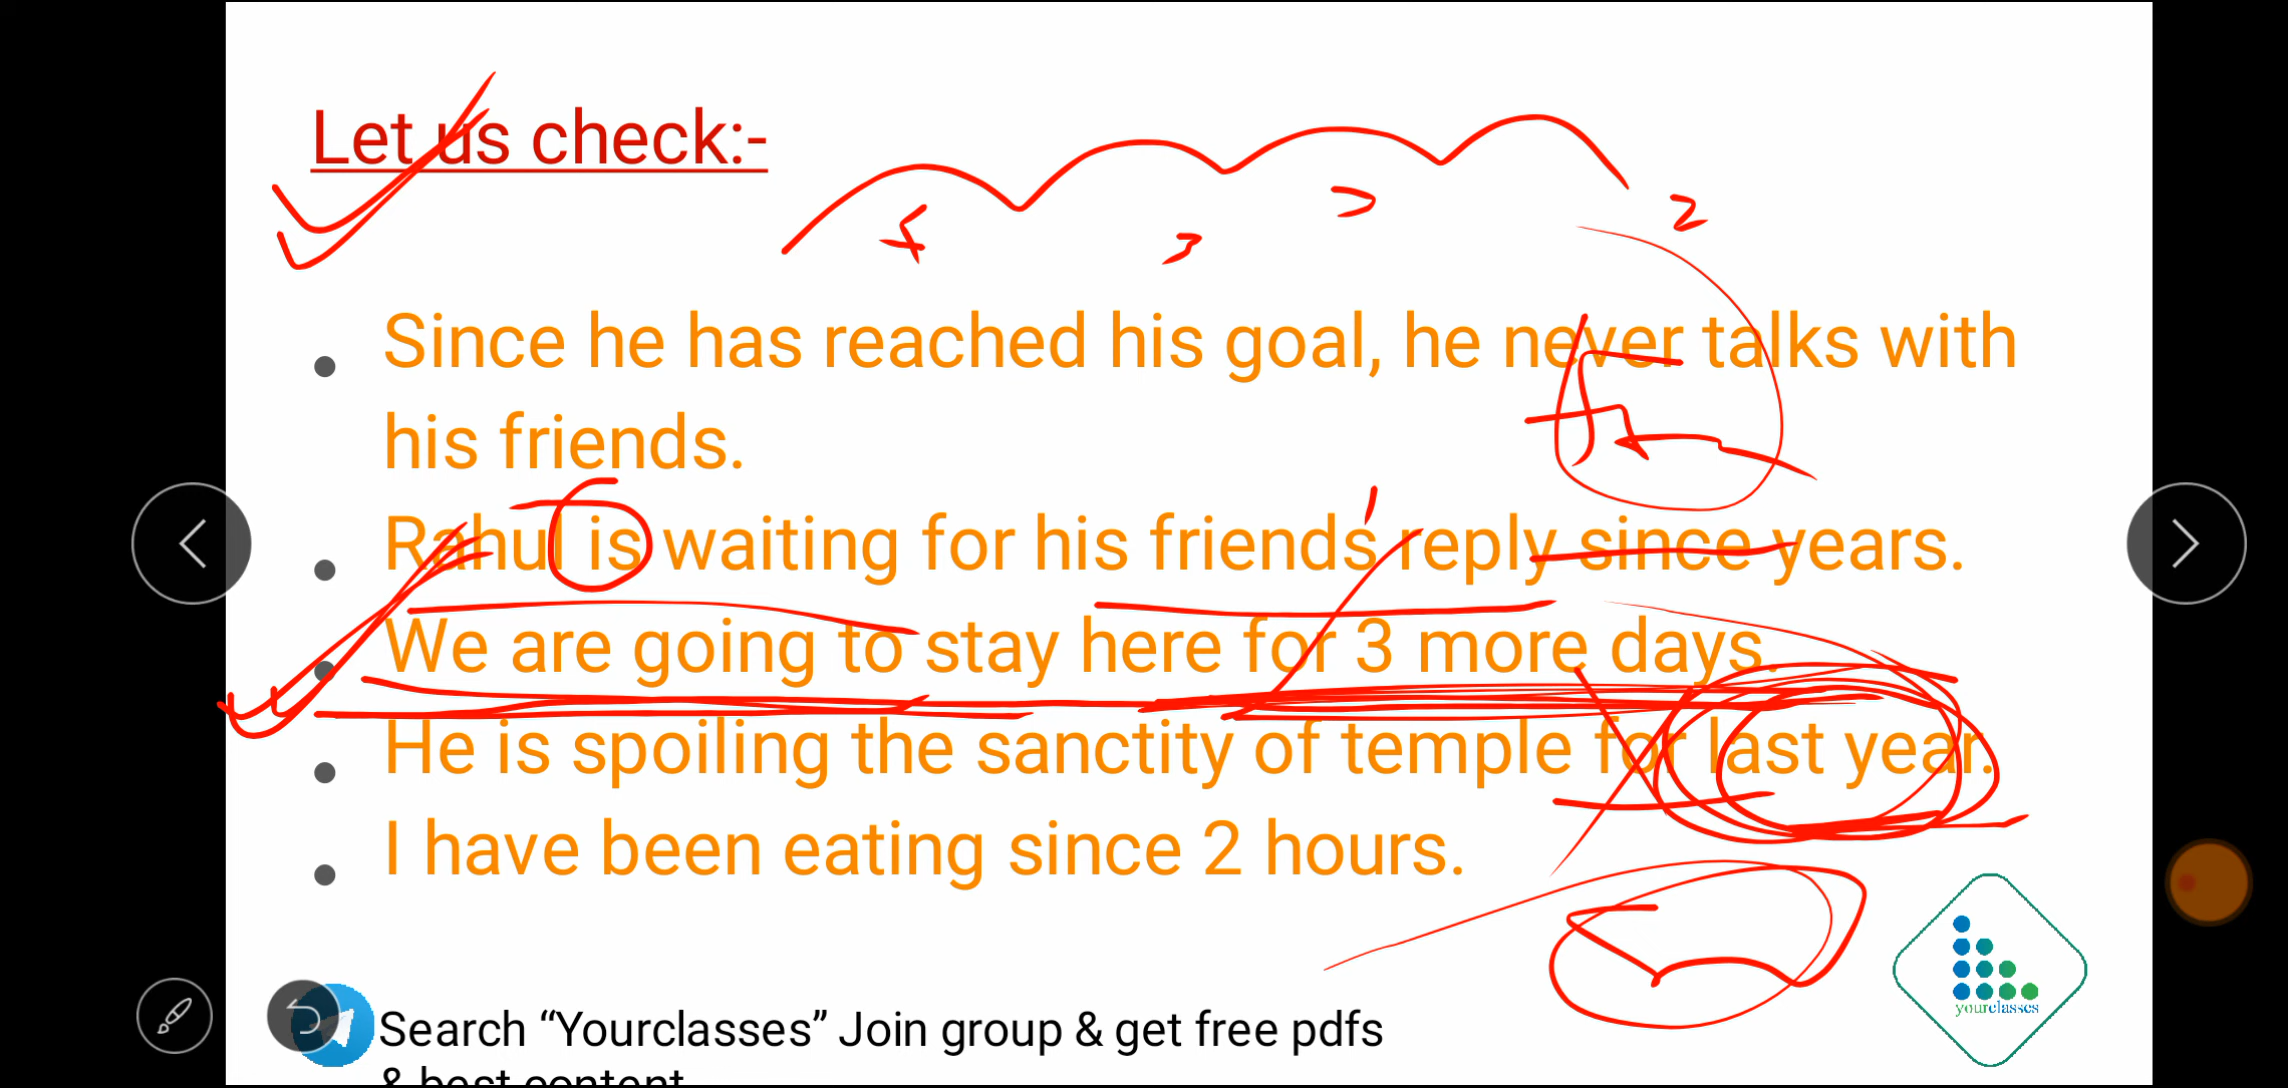 Let us check:-
4 3 2
Since he has reached his goal, he never talks with
his friends.
Rahul is waiting for his friends' reply since years.
We are going to stay here for 3 more days.
He is spoiling the sanctity of temple for last year.
I have been eating since 2 hours.
yourclasses
Search “Yourclasses” Join group & get free pdfs
& best content